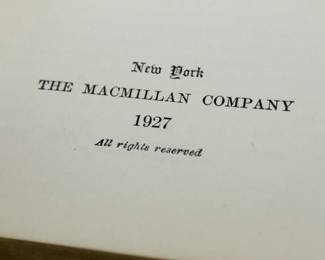 New York
THE MACMILLAN COMPANY
1927
All rights reserved